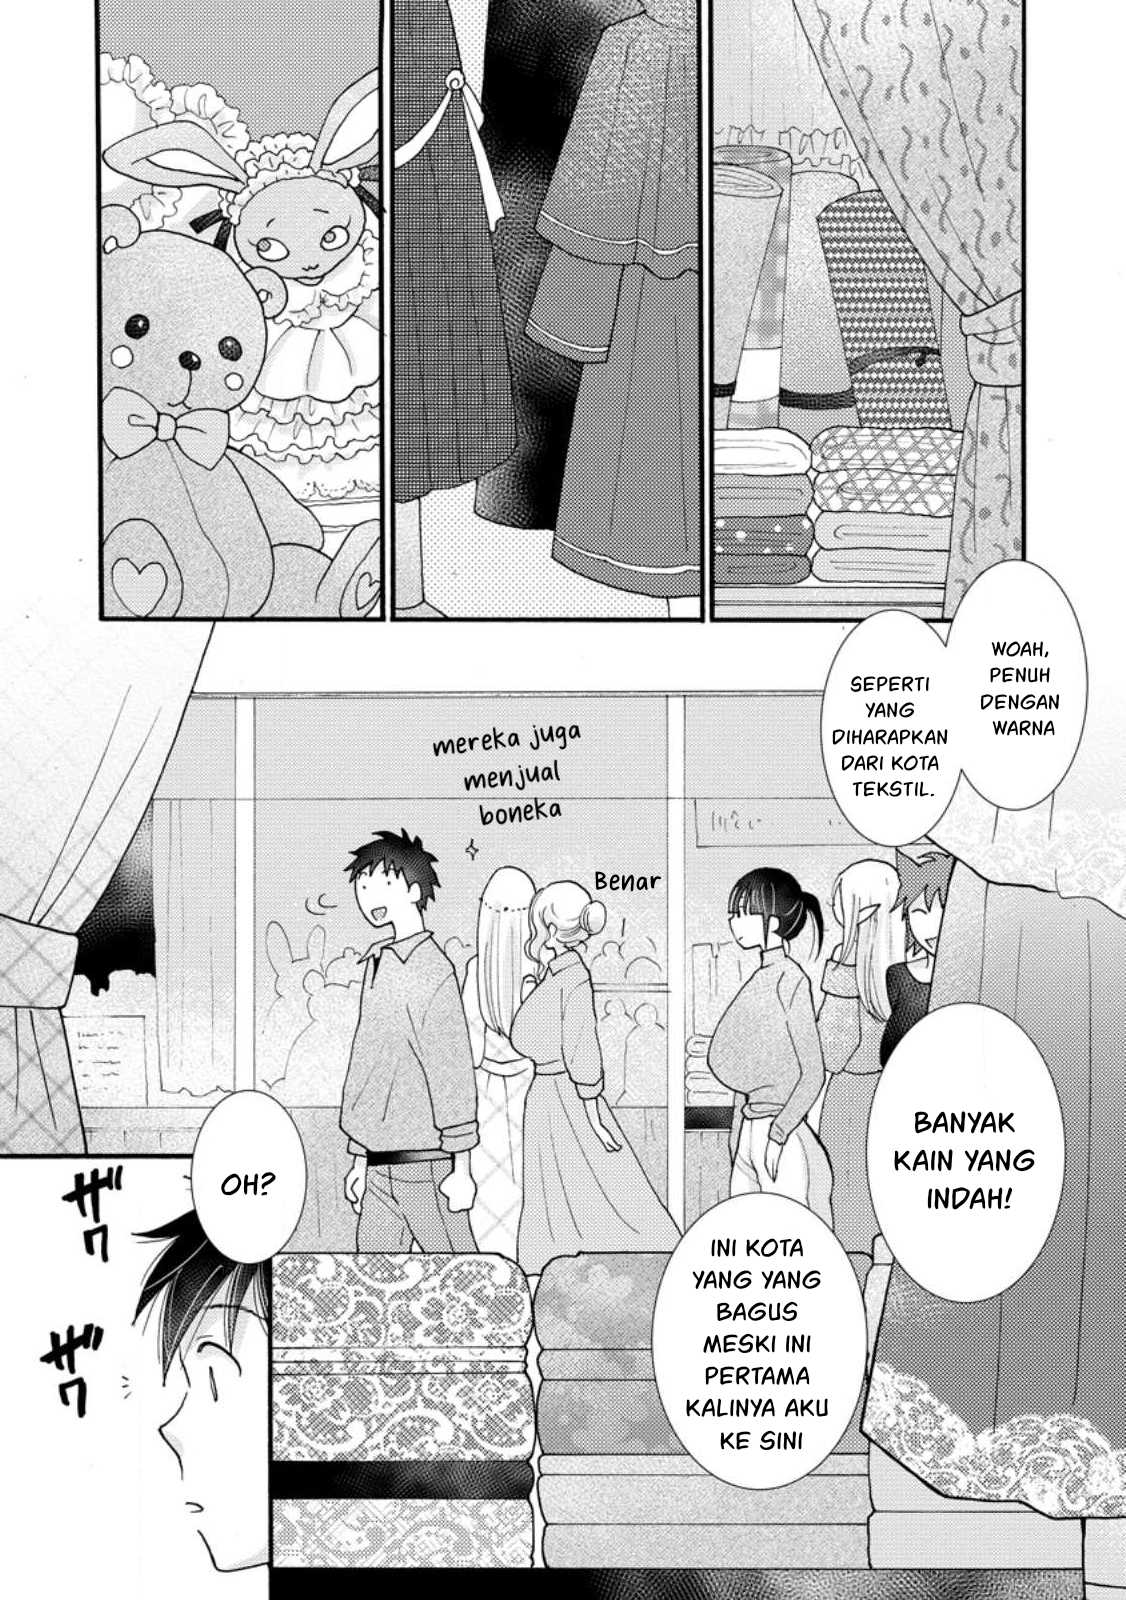 WOAH,
PENUH
DENGAN
WARNA
SEPERTI
YANG
DIHARAPKAN
DARI KOTA
TEKSTIL.
mereka juga
menjual
boneka
Benar
BANYAK
KAIN YANG
INDAH!
INI KOTA
YANG YANG
BAGUS
MESKI INI
PERTAMA
KALINYA AKU
KE SINI
OH?
ザワ
ザワ